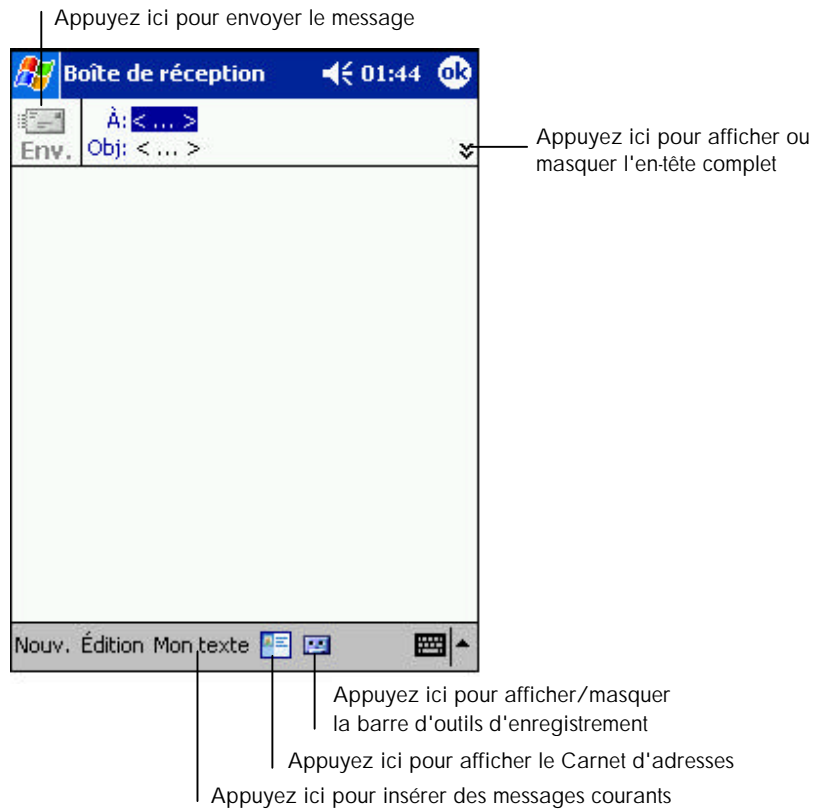 Appuyez ici pour envoyer le message
Boîte de réception 01:44 ok
À: < ... >
Env. Obj: < ... >
Appuyez ici pour afficher ou
masquer l'en-tête complet
Nouv. Édition Mon texte
Appuyez ici pour afficher/masquer
la barre d'outils d'enregistrement
Appuyez ici pour afficher le Carnet d'adresses
Appuyez ici pour insérer des messages courants